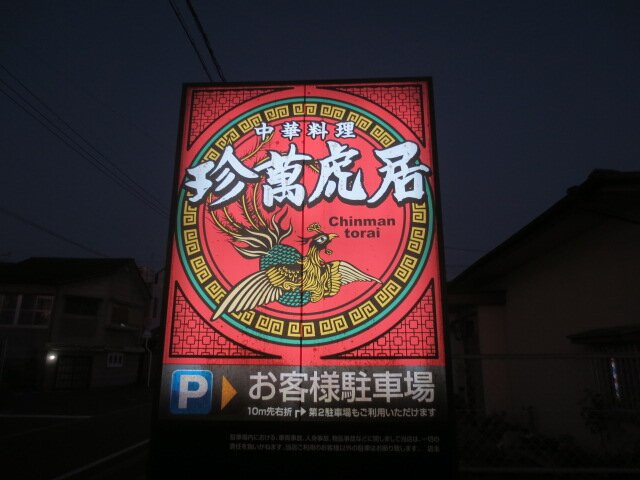 中華料理
珍萬虎居
Chinman
torai
P お客様駐車場
10m先右折 第2駐車場もご利用いただけます